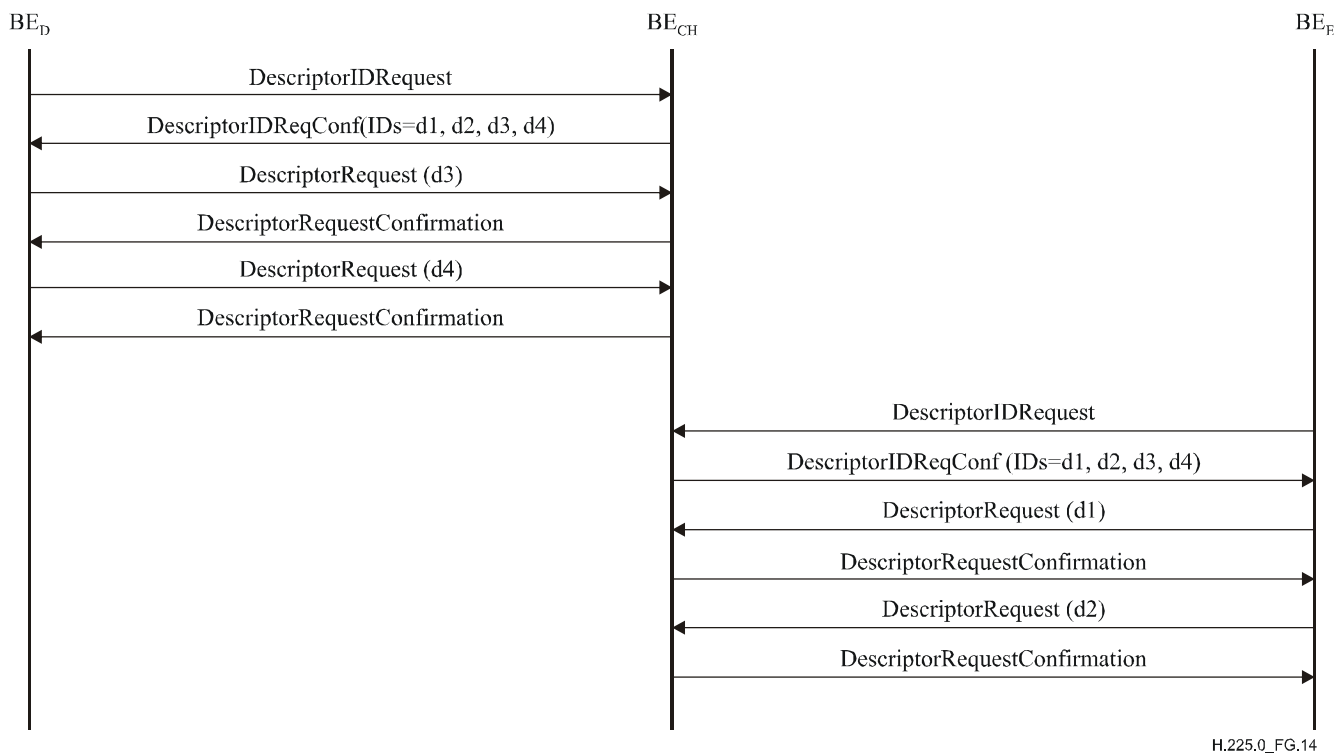 BE_D BE_CH BE_E
DescriptorIDRequest
DescriptorIDReqConf(IDs=d1, d2, d3, d4)
DescriptorRequest (d3)
DescriptorRequestConfirmation
DescriptorRequest (d4)
DescriptorRequestConfirmation
DescriptorIDRequest
DescriptorIDReqConf (IDs=d1, d2, d3, d4)
DescriptorRequest (d1)
DescriptorRequestConfirmation
DescriptorRequest (d2)
DescriptorRequestConfirmation
H.225.0_FG.14